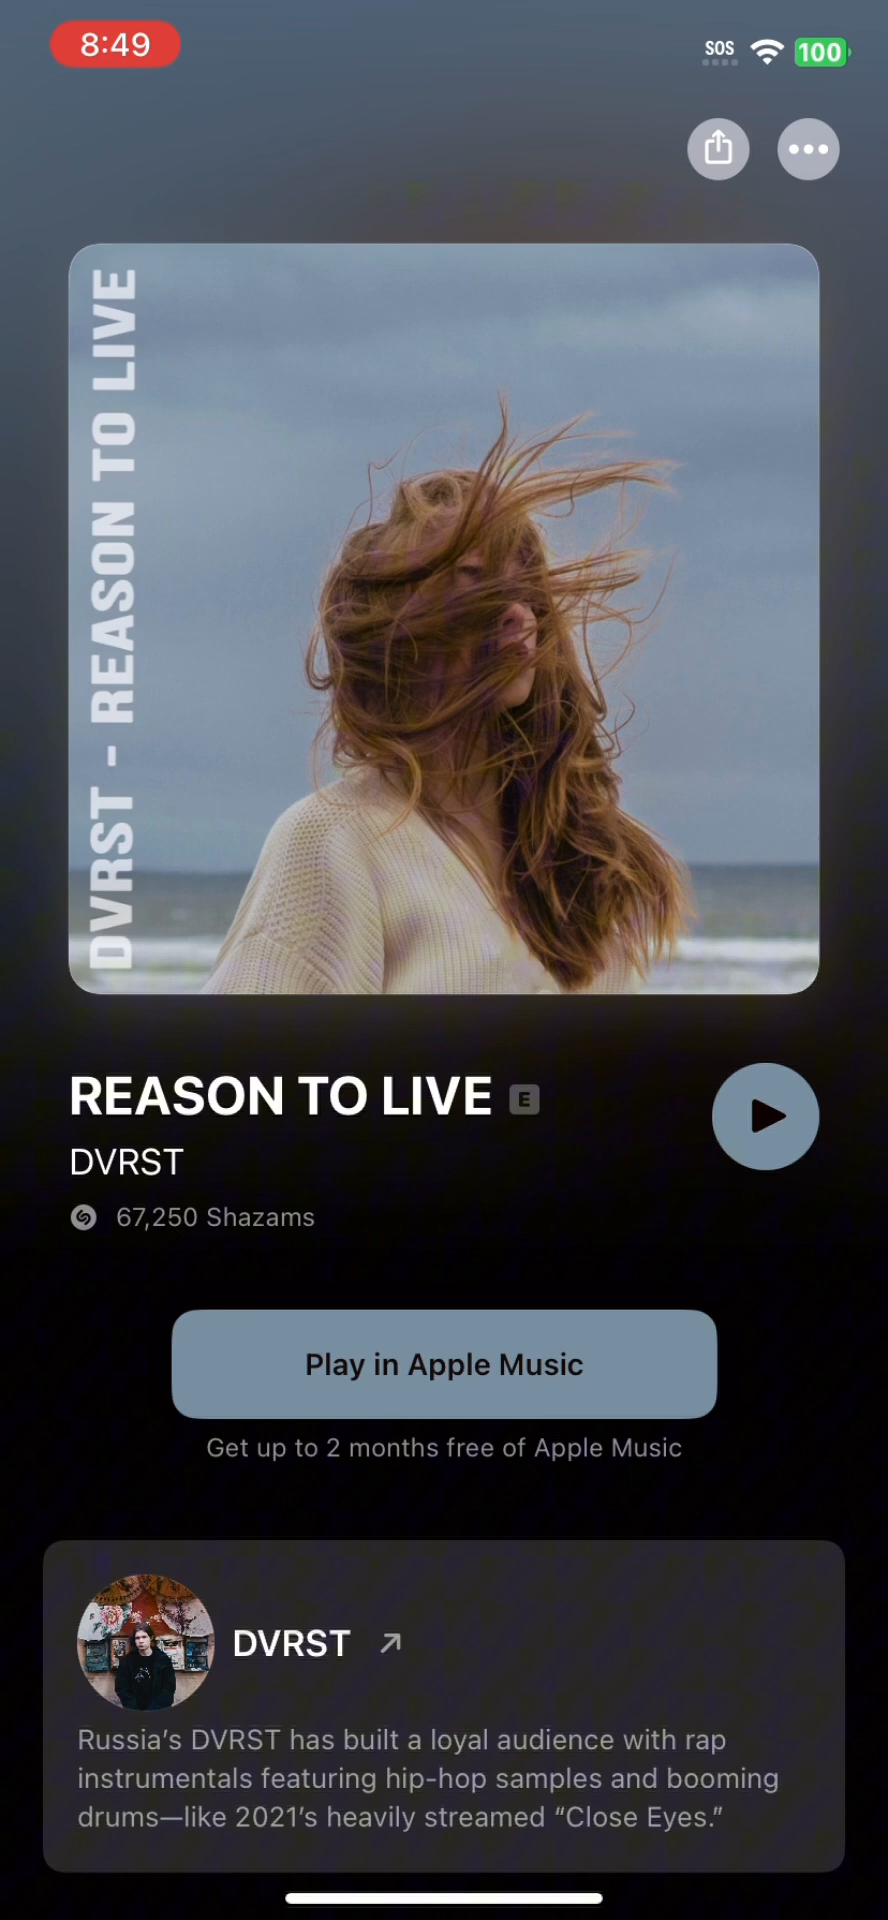 8:49
SOS
100
DVRST - REASON TO LIVE
REASON TO LIVE E
DVRST
67,250 Shazams
Play in Apple Music
Get up to 2 months free of Apple Music
DVRST
Russia’s DVRST has built a loyal audience with rap
instrumentals featuring hip-hop samples and booming
drums—like 2021’s heavily streamed “Close Eyes.”